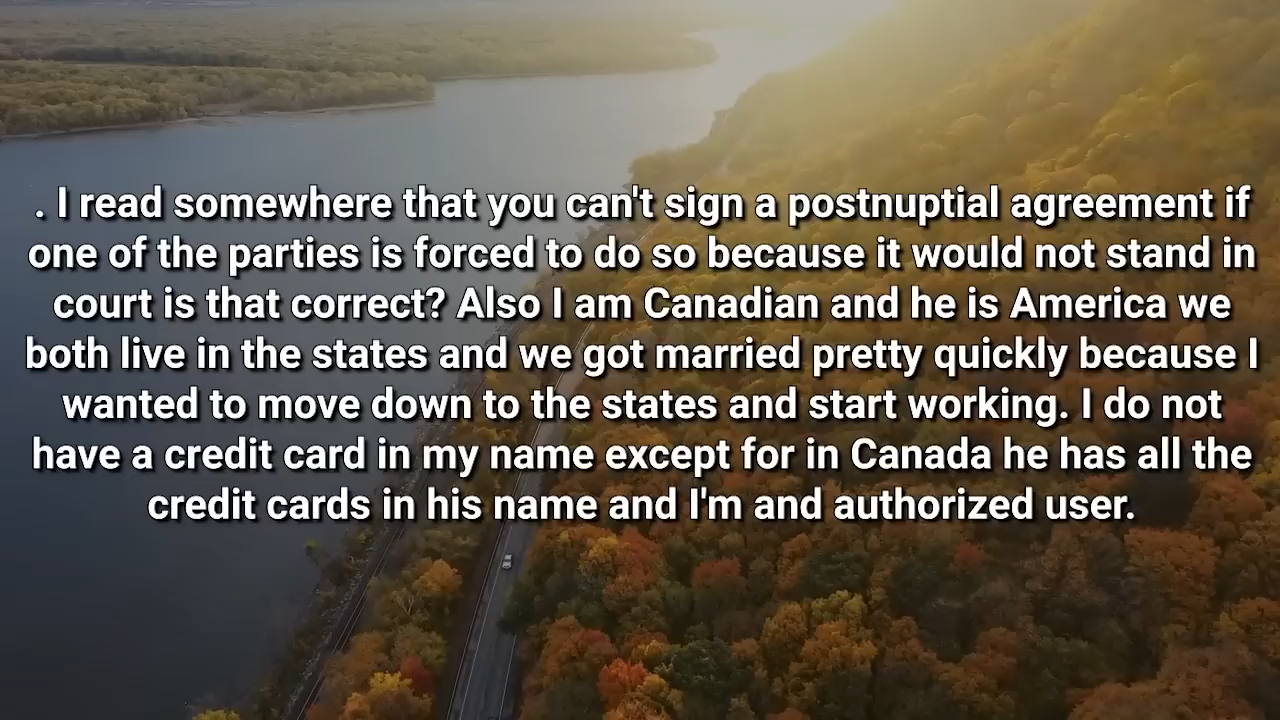 . I read somewhere that you can't sign a postnuptial agreement if
one of the parties is forced to do so because it would not stand in
court is that correct? Also I am Canadian and he is America we
both live in the states and we got married pretty quickly because I
wanted to move down to the states and start working. I do not
have a credit card in my name except for in Canada he has all the
credit cards in his name and I'm and authorized user.